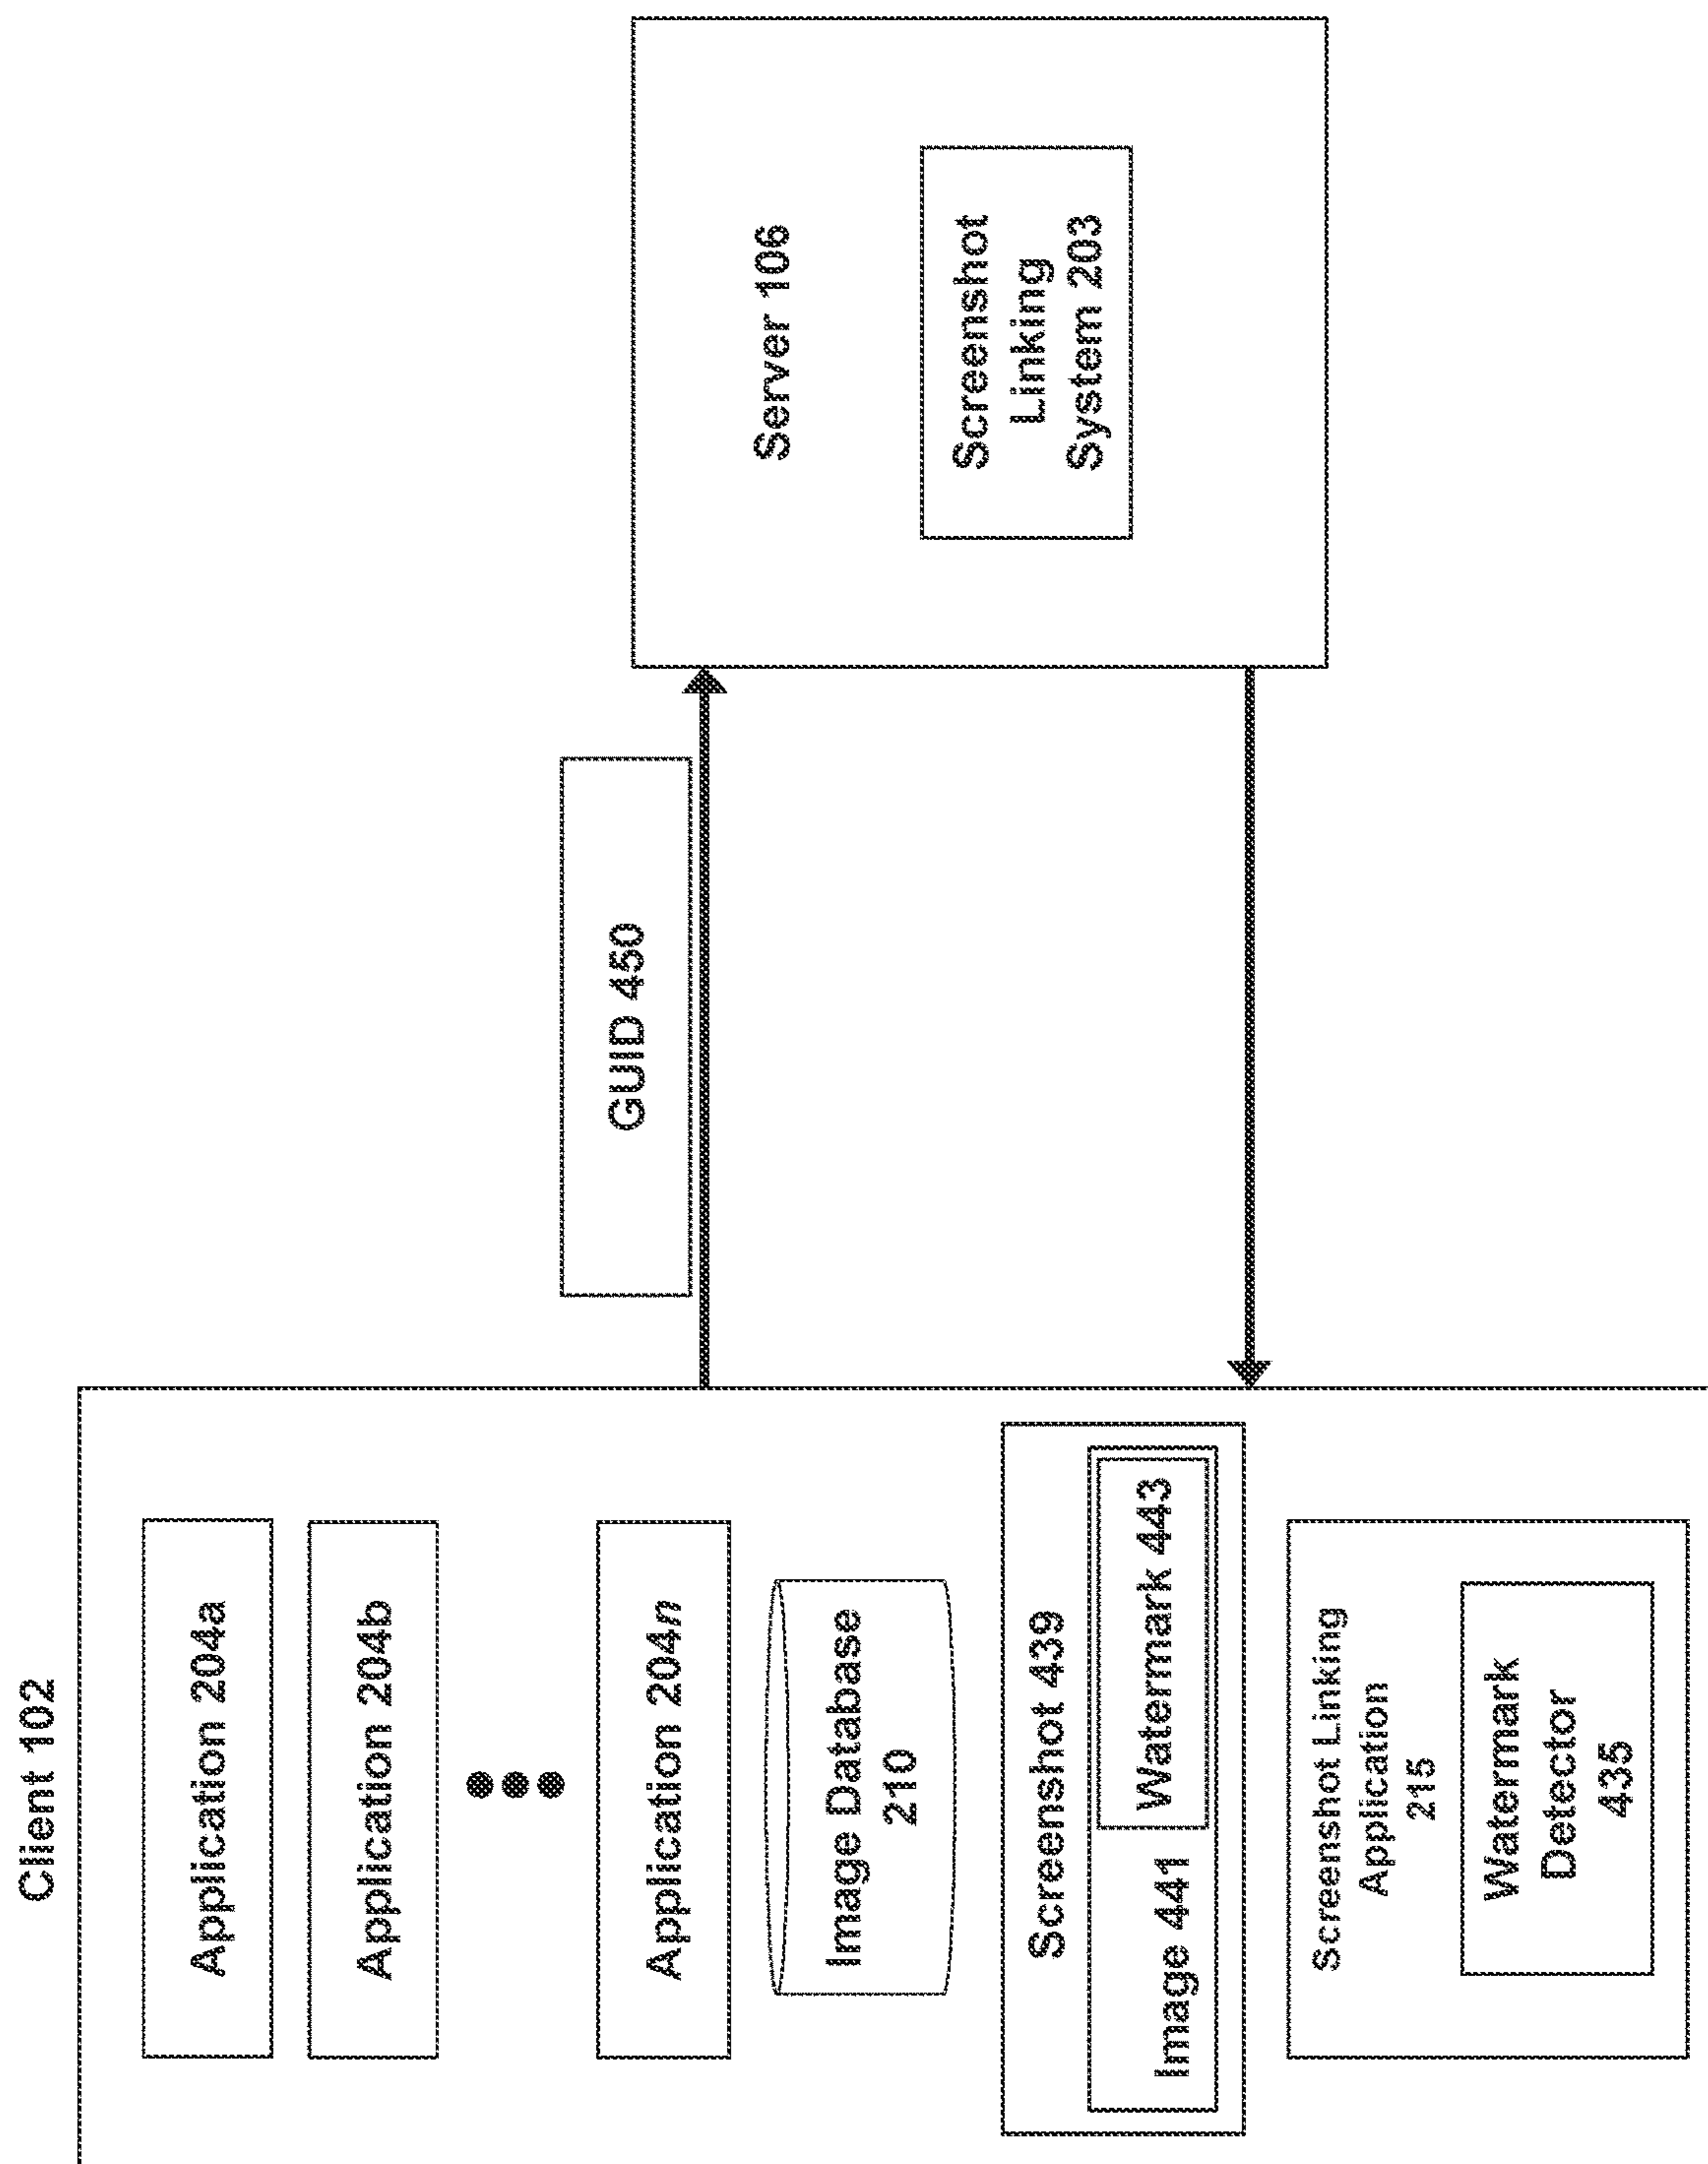 Client 102
Application 204a
Application 204b
Application 204n
Image Database
210
Screenshot 439
Image 441
Watermark 443
Screenshot Linking
Application
215
Watermark
Detector
435
GUID 450
Server 106
Screenshot
Linking
System 203